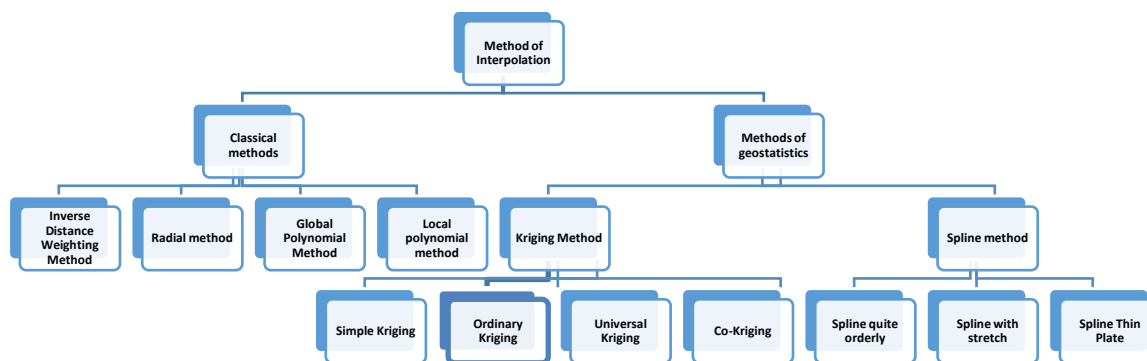 Method of
Interpolation
Classical
methods
Methods of
geostatistics
Inverse
Distance
Weighting
Method
Radial method
Global
Polynomial
Method
Local
polynomial
method
Kriging Method
Spline method
Simple Kriging
Ordinary
Kriging
Universal
Kriging
Co-Kriging
Spline quite
orderly
Spline with
stretch
Spline Thin
Plate